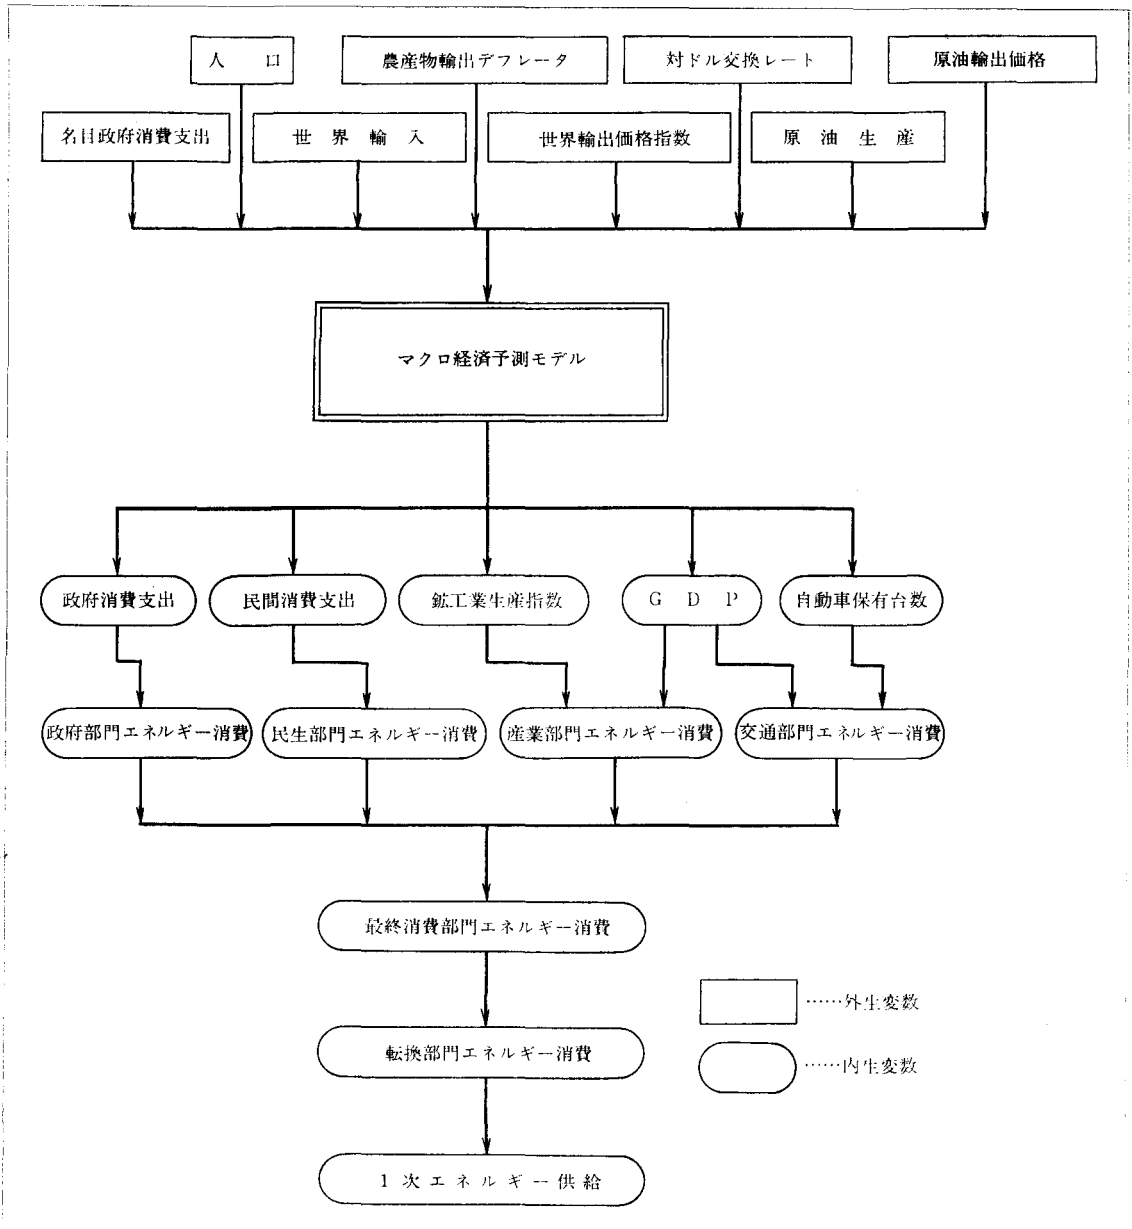 人 口
農産物輸出デフレータ
対ドル交換レート
原油輸出価格
名目政府消費支出
世 界 輸 入
世界輸出価格指数
原 油 生 産
マクロ経済予測モデル
政府消費支出
民間消費支出
鉱工業生産指数
G D P
自動車保有台数
政府部門エネルギー消費
民生部門エネルギー消費
産業部門エネルギー消費
交通部門エネルギー消費
最終消費部門エネルギー消費
……外生変数
転換部門エネルギー消費
……内生変数
1 次 エ ネ ル ギ ー 供 給